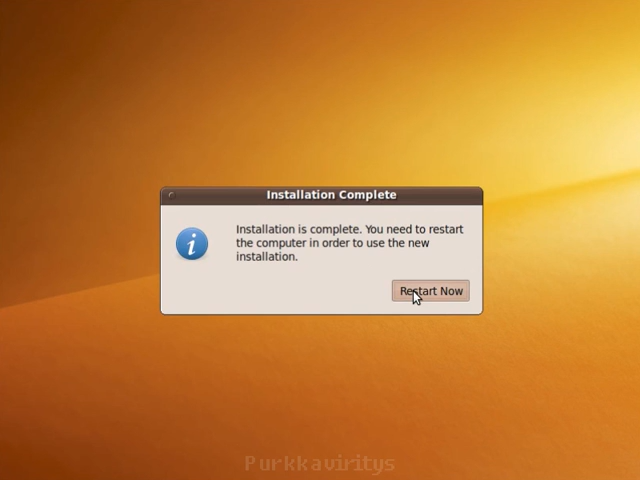 Installation Complete
Installation is complete. You need to restart
the computer in order to use the new
installation.
Restart Now
Purkkaviritys